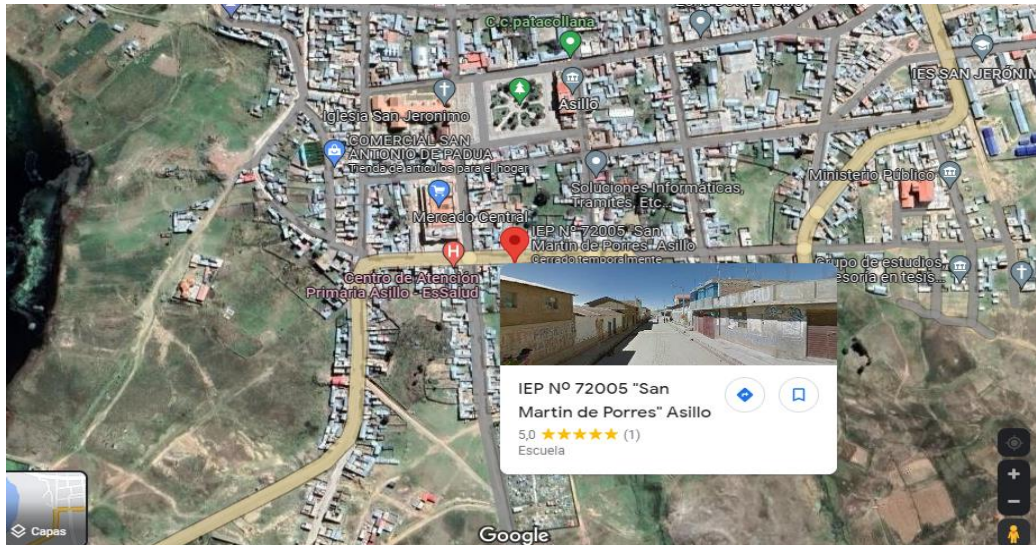 C.c.patacollana
IES SAN JERÓNIM
Asillo
Iglesia San Jeronimo
COMERCIAL SAN
ANTONIO DE PADUA
Tienda de artículos para el hogar
Soluciones Informáticas,
Tramites, Etc...
Ministerio Público
Mercado Central
IEP Nº 72005 "San
Martin de Porres" Asillo
Cerrado temporalmente
Centro de Atención
Primaria Asillo - EsSalud
Grupo de estudios,
asesoria en tesis...
IEP Nº 72005 "San
Martin de Porres" Asillo
5,0 (1)
Escuela
Capas
Google